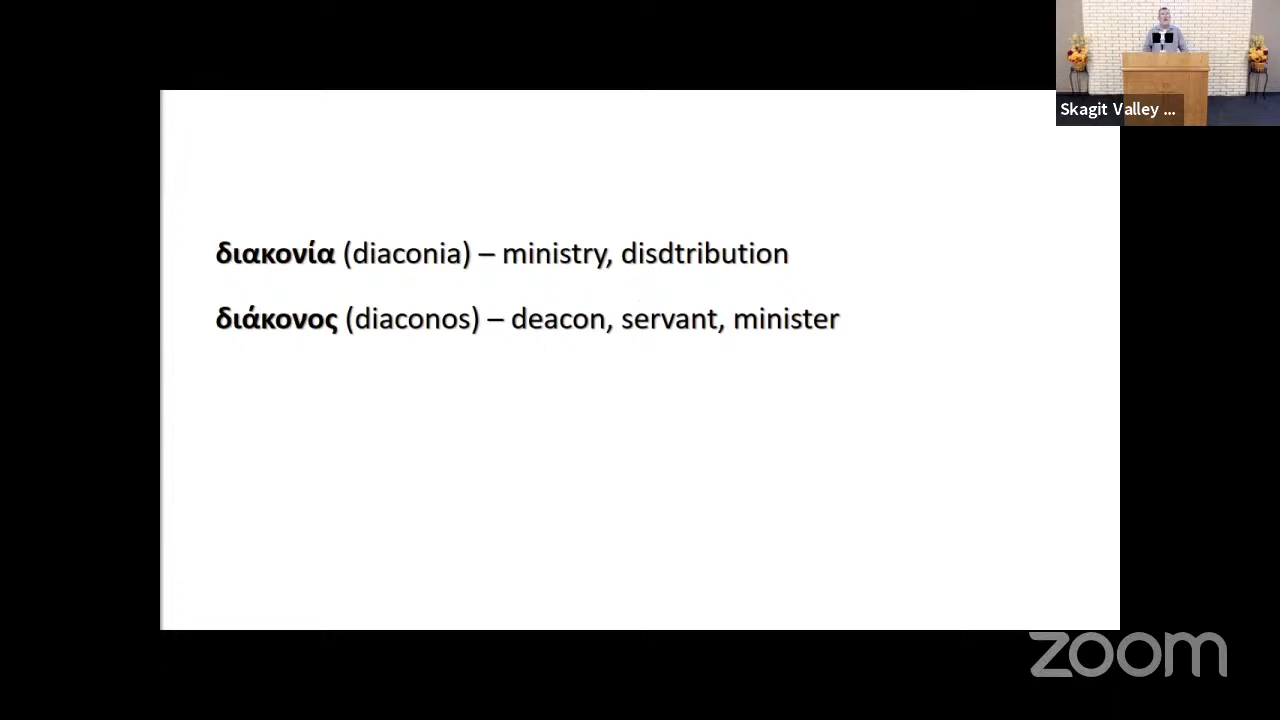 Skagit Valley ...
διακονία (diaconia) – ministry, disdtribution
διάκονος (diaconos) – deacon, servant, minister
zoom